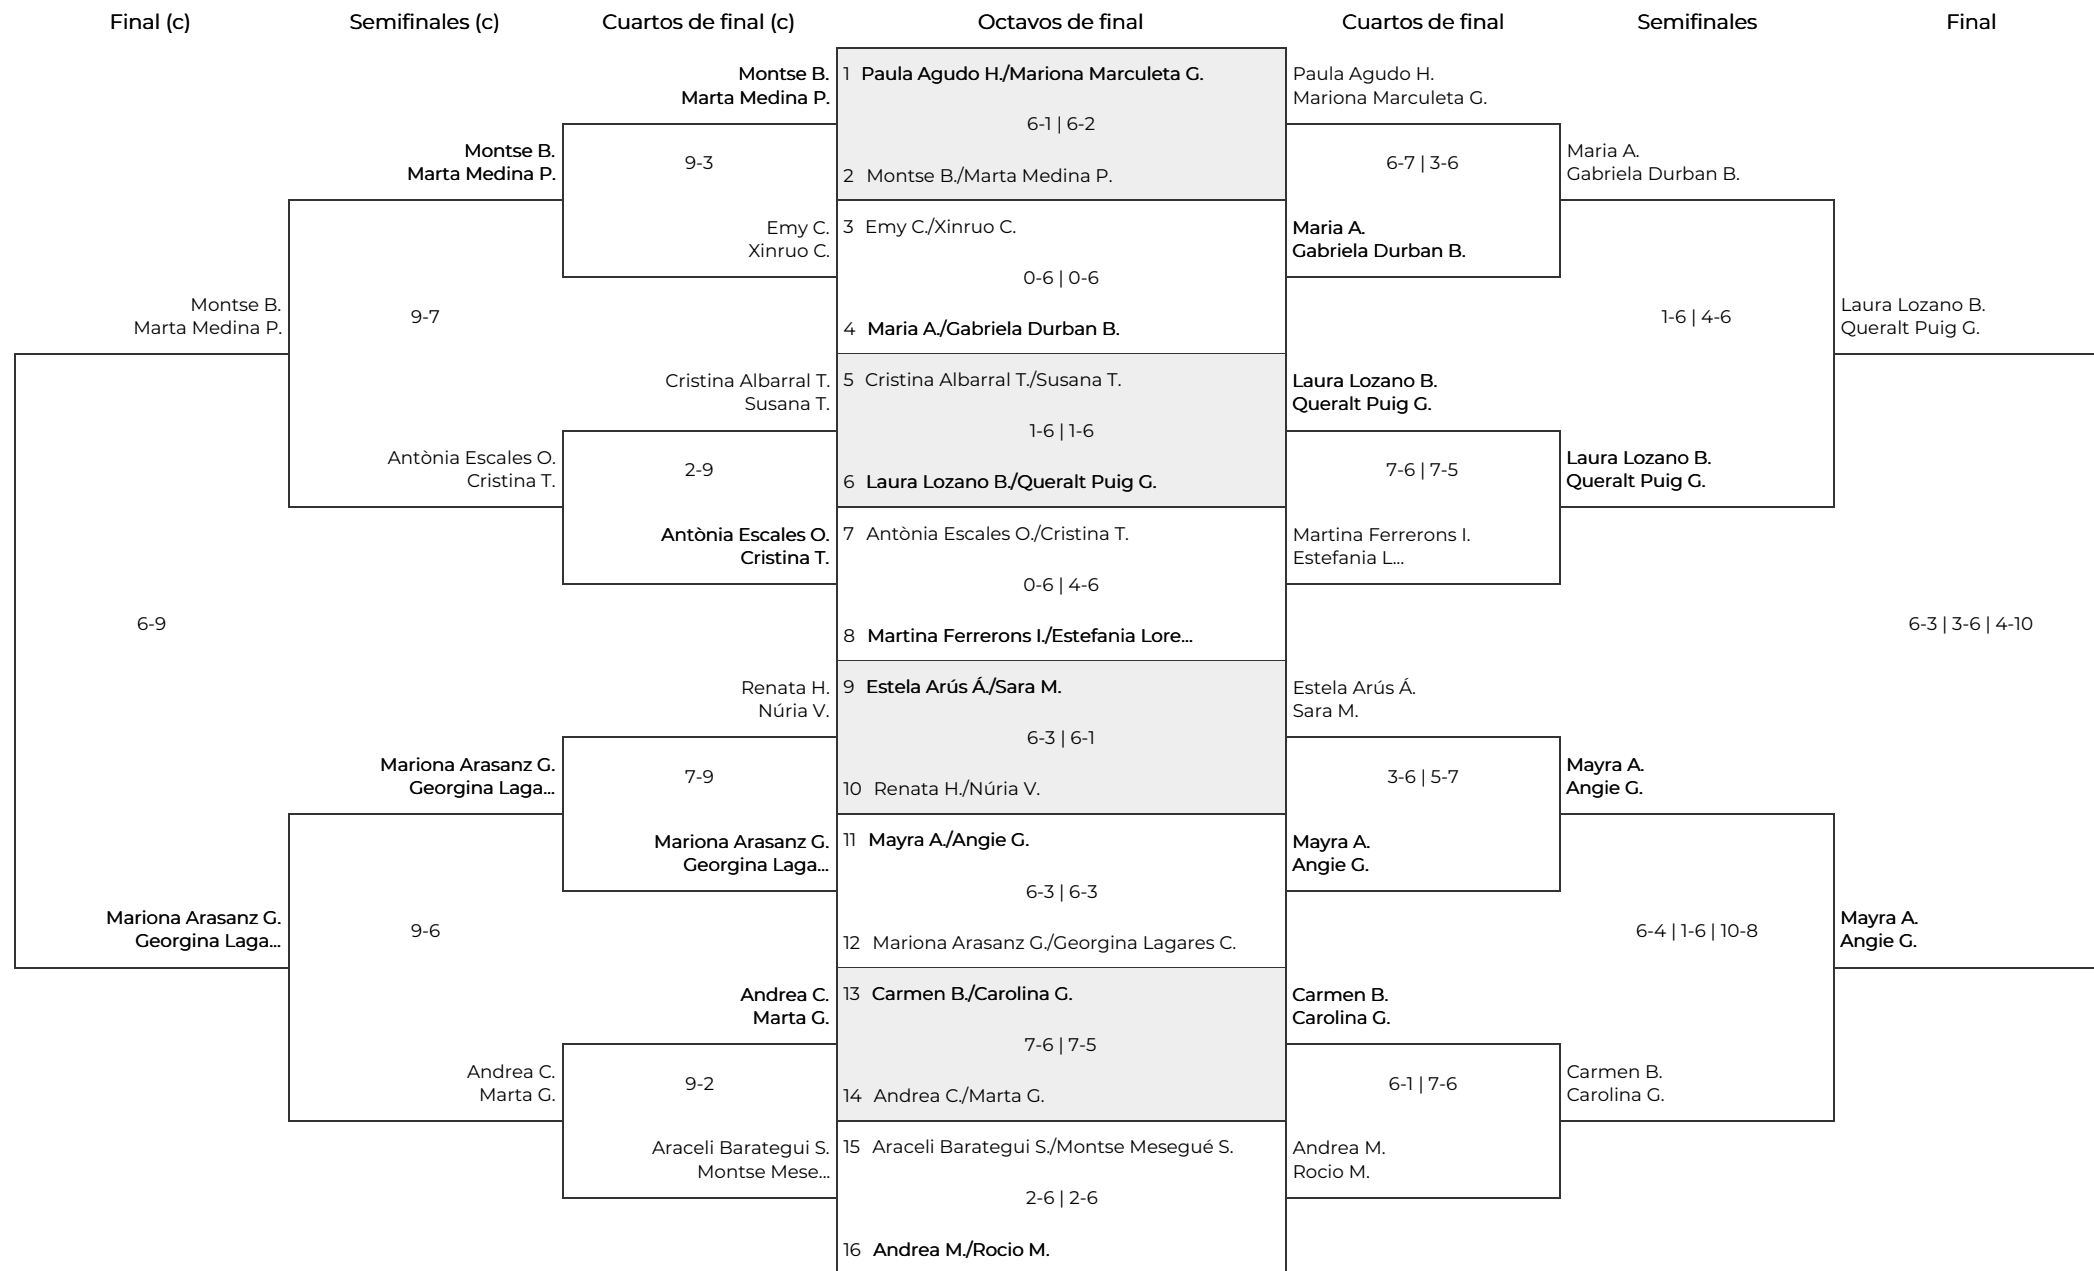 Final (c)
Semifinales (c)
Cuartos de final (c)
Octavos de final
Cuartos de final
Semifinales
Final
Montse B.
Marta Medina P.
9-3
Emy C.
Xinruo C.
Montse B.
Marta Medina P.
9-7
Antònia Escales O.
Cristina T.
Cristina Albarral T.
Susana T.
2-9
Antònia Escales O.
Cristina T.
Montse B.
Marta Medina P.
6-9
Mariona Arasanz G.
Georgina Laga...
Renata H.
Núria V.
7-9
Mariona Arasanz G.
Georgina Laga...
Mariona Arasanz G.
Georgina Laga...
9-6
Andrea C.
Marta G.
Andrea C.
Marta G.
9-2
Araceli Barategui S.
Montse Mese...
1 Paula Agudo H./Mariona Marculeta G.
6-1 | 6-2
2 Montse B./Marta Medina P.
3 Emy C./Xinruo C.
0-6 | 0-6
4 Maria A./Gabriela Durban B.
5 Cristina Albarral T./Susana T.
1-6 | 1-6
6 Laura Lozano B./Queralt Puig G.
7 Antònia Escales O./Cristina T.
0-6 | 4-6
8 Martina Ferrerons I./Estefania Lore...
9 Estela Arús Á./Sara M.
6-3 | 6-1
10 Renata H./Núria V.
11 Mayra A./Angie G.
6-3 | 6-3
12 Mariona Arasanz G./Georgina Lagares C.
13 Carmen B./Carolina G.
7-6 | 7-5
14 Andrea C./Marta G.
15 Araceli Barategui S./Montse Mesegué S.
2-6 | 2-6
16 Andrea M./Rocio M.
Paula Agudo H.
Mariona Marculeta G.
6-7 | 3-6
Maria A.
Gabriela Durban B.
Laura Lozano B.
Queralt Puig G.
7-6 | 7-5
Martina Ferrerons I.
Estefania L...
Estela Arús Á.
Sara M.
3-6 | 5-7
Mayra A.
Angie G.
Carmen B.
Carolina G.
6-1 | 7-6
Andrea M.
Rocio M.
Maria A.
Gabriela Durban B.
1-6 | 4-6
Laura Lozano B.
Queralt Puig G.
Mayra A.
Angie G.
6-4 | 1-6 | 10-8
Carmen B.
Carolina G.
Laura Lozano B.
Queralt Puig G.
6-3 | 3-6 | 4-10
Mayra A.
Angie G.